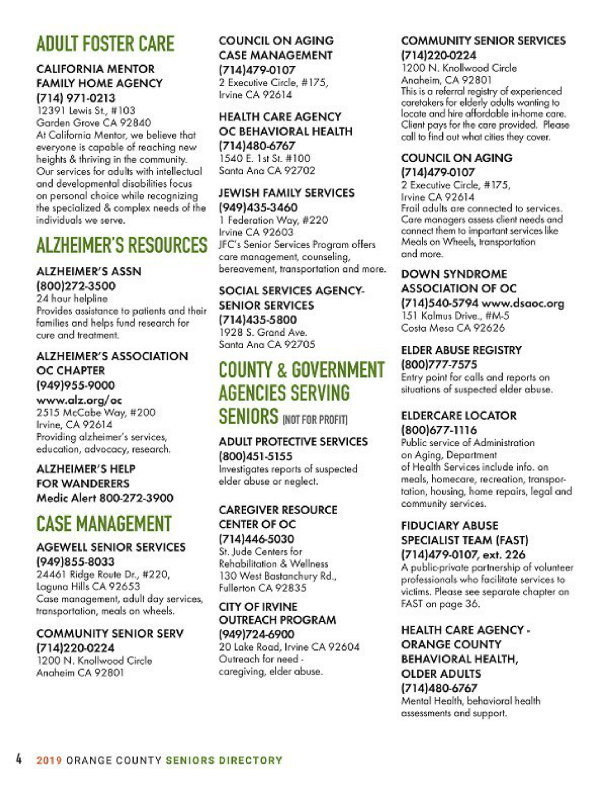 ADULT FOSTER CARE
CALIFORNIA MENTOR
FAMILY HOME AGENCY
(714) 971-0213
12391 Lewis St., #103
Garden Grove CA 92840
At California Mentor, we believe that
everyone is capable of reaching new
heights & thriving in the community.
Our services for adults with intellectual
and developmental disabilities focus
on personal choice while recognizing
the specialized & complex needs of the
individuals we serve.
ALZHEIMER'S RESOURCES
ALZHEIMER'S ASSN
(800)272-3500
24 hour helpline
Provides assistance to patients and their
families and helps fund research for
cure and treatment.
ALZHEIMER'S ASSOCIATION
OC CHAPTER
(949)955-9000
www.alz.org/oc
2515 McCabe Way, #200
Irvine, CA 92614
Providing alzheimer's services,
education, advocacy, research.
ALZHEIMER'S HELP
FOR WANDERERS
Medic Alert 800-272-3900
CASE MANAGEMENT
AGEWELL SENIOR SERVICES
(949)855-8033
24461 Ridge Route Dr., #220,
Laguna Hills CA 92653
Case management, adult day services,
transportation, meals on wheels.
COMMUNITY SENIOR SERV
(714)220-0224
1200 N. Knollwood Circle
Anaheim CA 92801
COUNCIL ON AGING
CASE MANAGEMENT
(714)479-0107
2 Executive Circle, #175,
Irvine CA 92614
HEALTH CARE AGENCY
OC BEHAVIORAL HEALTH
(714)480-6767
1540 E. 1st St. #100
Santa Ana CA 92702
JEWISH FAMILY SERVICES
(949)435-3460
1 Federation Way, #220
Irvine CA 92603
JFC's Senior Services Program offers
care management, counseling,
bereavement, transportation and more.
SOCIAL SERVICES AGENCY-
SENIOR SERVICES
(714)435-5800
1928 S. Grand Ave.
Santa Ana CA 92705
COUNTY & GOVERNMENT
AGENCIES SERVING
SENIORS (NOT FOR PROFIT)
ADULT PROTECTIVE SERVICES
(800)451-5155
Investigates reports of suspected
elder abuse or neglect.
CAREGIVER RESOURCE
CENTER OF OC
(714)446-5030
St. Jude Centers for
Rehabilitation & Wellness
130 West Bastanchury Rd.,
Fullerton CA 92835
CITY OF IRVINE
OUTREACH PROGRAM
(949)724-6900
20 Lake Road, Irvine CA 92604
Outreach for need -
caregiving, elder abuse.
COMMUNITY SENIOR SERVICES
(714)220-0224
1200 N. Knollwood Circle
Anaheim, CA 92801
This is a referral registry of experienced
caretakers for elderly adults wanting to
locate and hire affordable in-home care.
Client pays for the care provided. Please
call to find out what cities they cover.
COUNCIL ON AGING
(714)479-0107
2 Executive Circle, #175,
Irvine CA 92614
Frail adults are connected to services.
Care managers assess client needs and
connect them to important services like
Meals on Wheels, transportation
and more.
DOWN SYNDROME
ASSOCIATION OF OC
(714)540-5794 www.dsaoc.org
151 Kalmus Drive., #M-5
Costa Mesa CA 92626
ELDER ABUSE REGISTRY
(800)777-7575
Entry point for calls and reports on
situations of suspected elder abuse.
ELDERCARE LOCATOR
(800)677-1116
Public service of Administration
on Aging, Department
of Health Services include info. on
meals, homecare, recreation, transpor-
tation, housing, home repairs, legal and
community services.
FIDUCIARY ABUSE
SPECIALIST TEAM (FAST)
(714)479-0107, ext. 226
A public-private partnership of volunteer
professionals who facilitate services to
victims. Please see separate chapter on
FAST on page 36.
HEALTH CARE AGENCY -
ORANGE COUNTY
BEHAVIORAL HEALTH,
OLDER ADULTS
(714)480-6767
Mental Health, behavioral health
assessments and support.
4 2019 ORANGE COUNTY SENIORS DIRECTORY